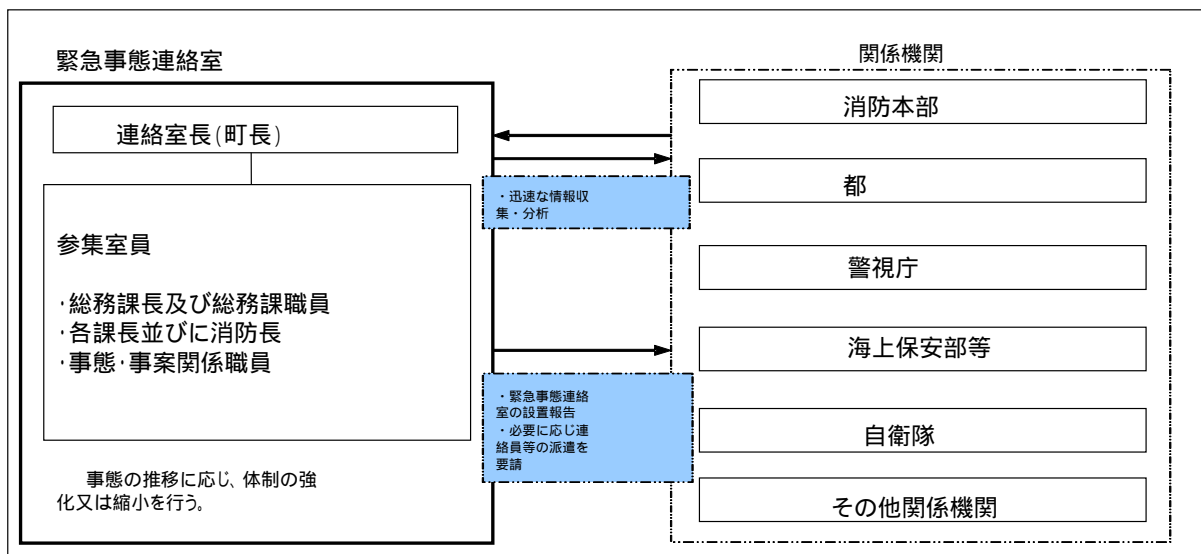 緊急事態連絡室
連絡室長(町長)
参集室員
・総務課長及び総務課職員
・各課長並びに消防長
・事態・事案関係職員
事態の推移に応じ、体制の強
化又は縮小を行う。
・迅速な情報収
集・分析
・緊急事態連絡
室の設置報告
・必要に応じ連
絡員等の派遣を
要請
関係機関
消防本部
都
警視庁
海上保安部等
自衛隊
その他関係機関